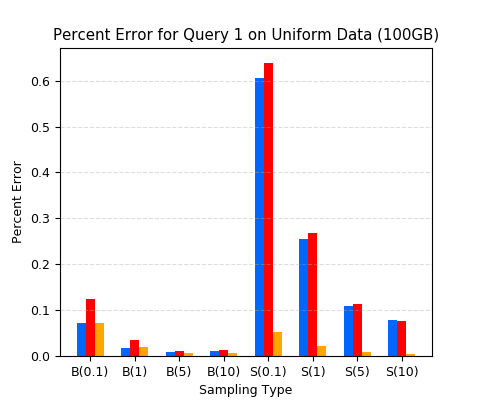 Percent Error for Query 1 on Uniform Data (100GB)
Percent Error
0.6
0.5
0.4
0.3
0.2
0.1
0.0
B(0.1) B(1) B(5) B(10) S(0.1) S(1) S(5) S(10)
Sampling Type